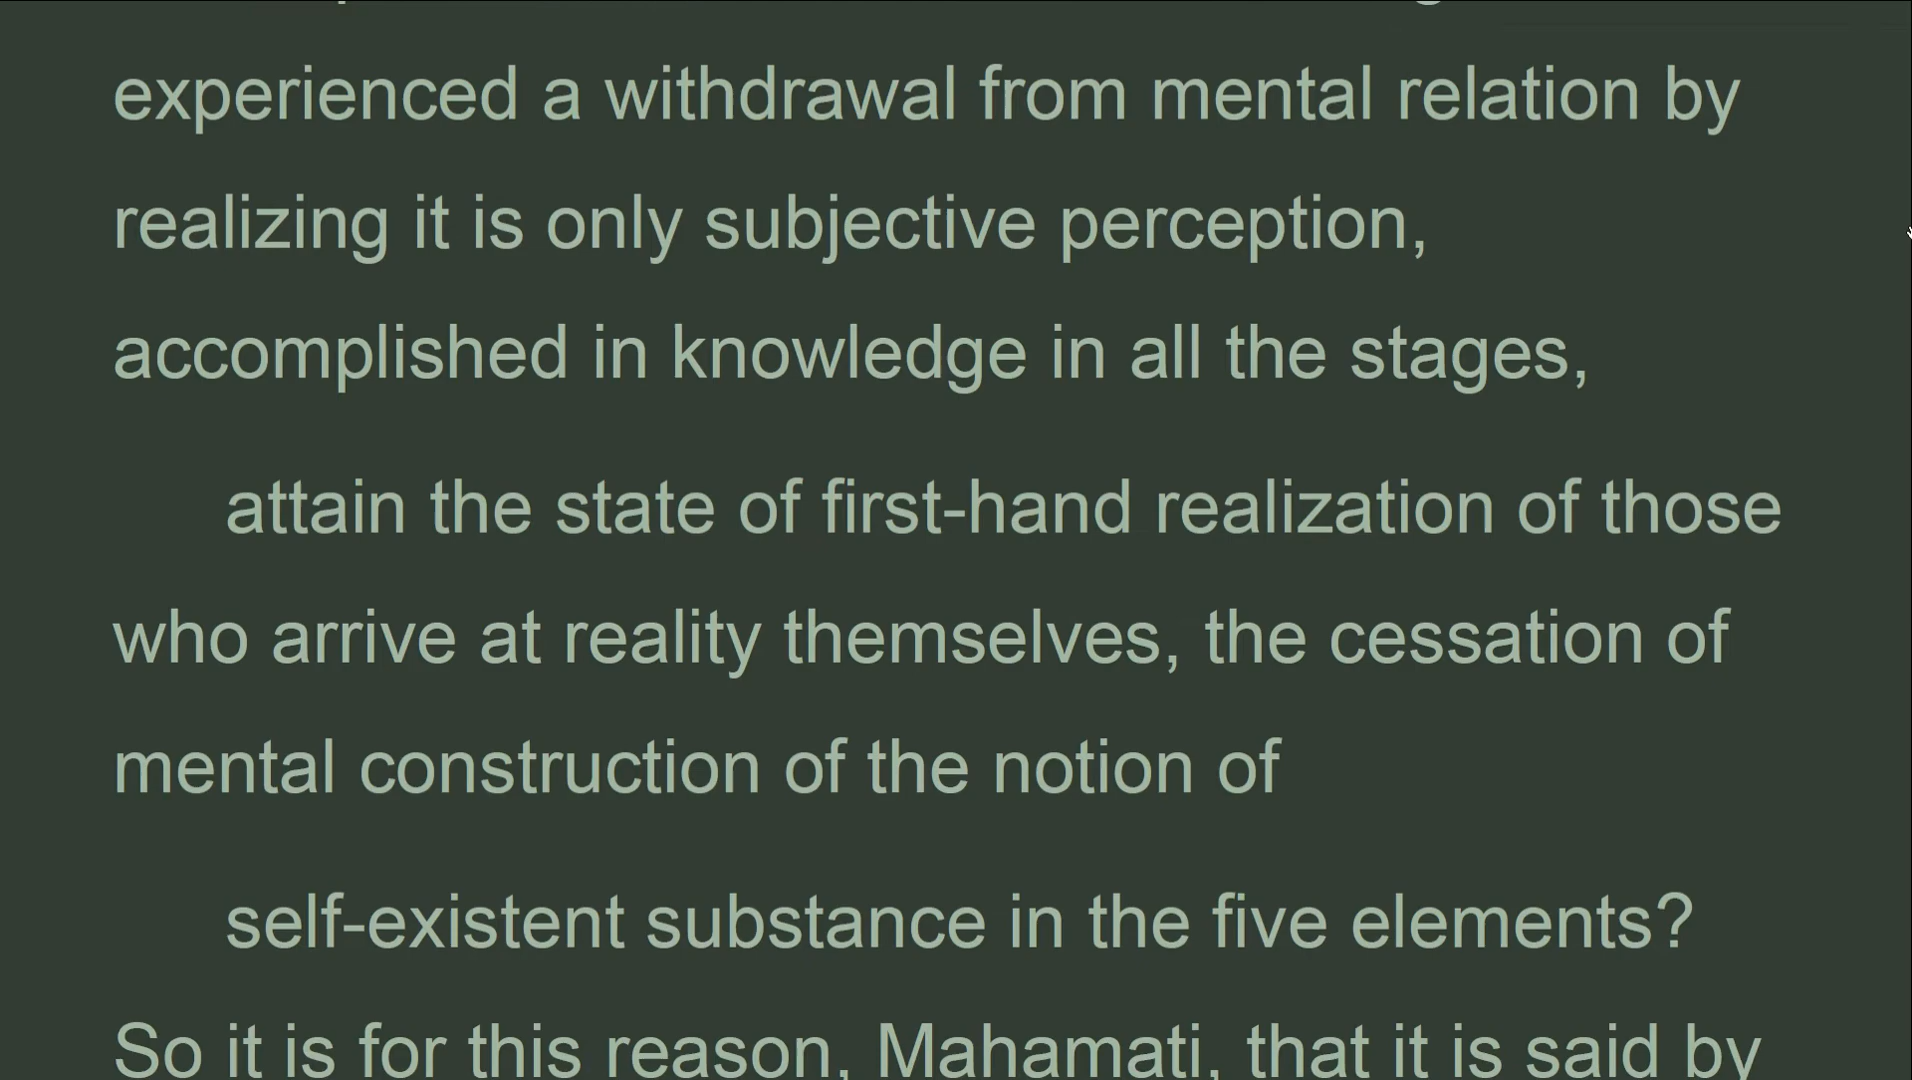 experienced a withdrawal from mental relation by
realizing it is only subjective perception,
accomplished in knowledge in all the stages,
attain the state of first-hand realization of those
who arrive at reality themselves, the cessation of
mental construction of the notion of
self-existent substance in the five elements?
So it is for this reason, Mahamati, that it is said by